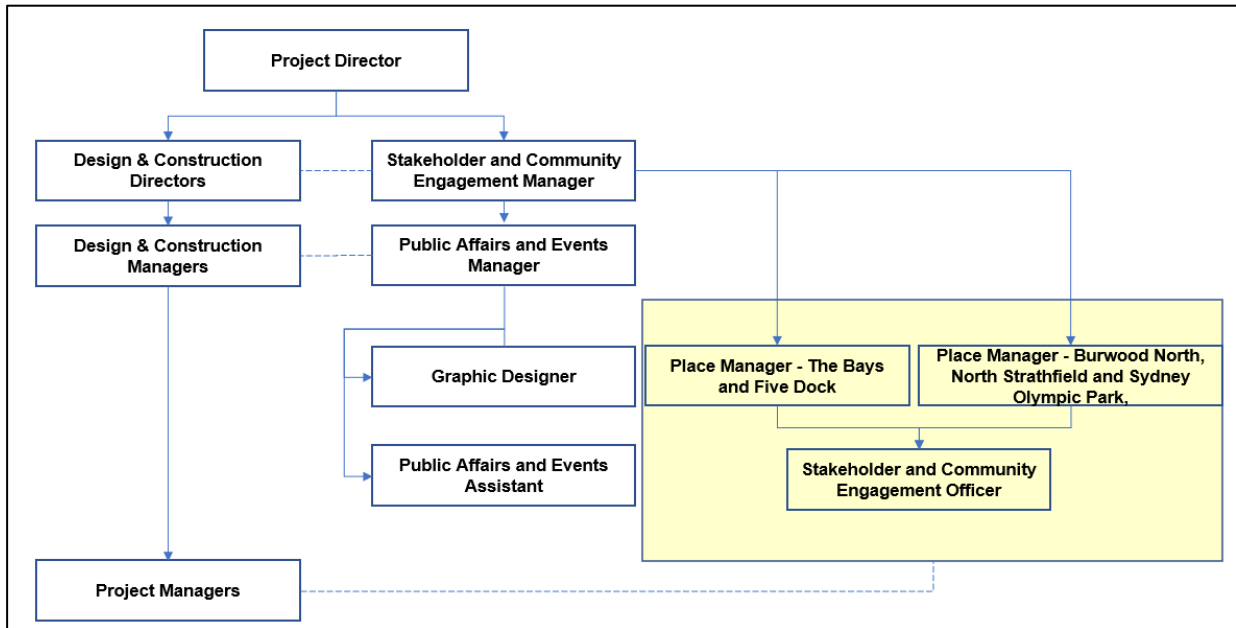 Project Director
Design & Construction
Directors
Stakeholder and Community
Engagement Manager
Design & Construction
Managers
Public Affairs and Events
Manager
Graphic Designer
Place Manager - The Bays
and Five Dock
Place Manager - Burwood North,
North Strathfield and Sydney
Olympic Park,
Public Affairs and Events
Assistant
Stakeholder and Community
Engagement Officer
Project Managers